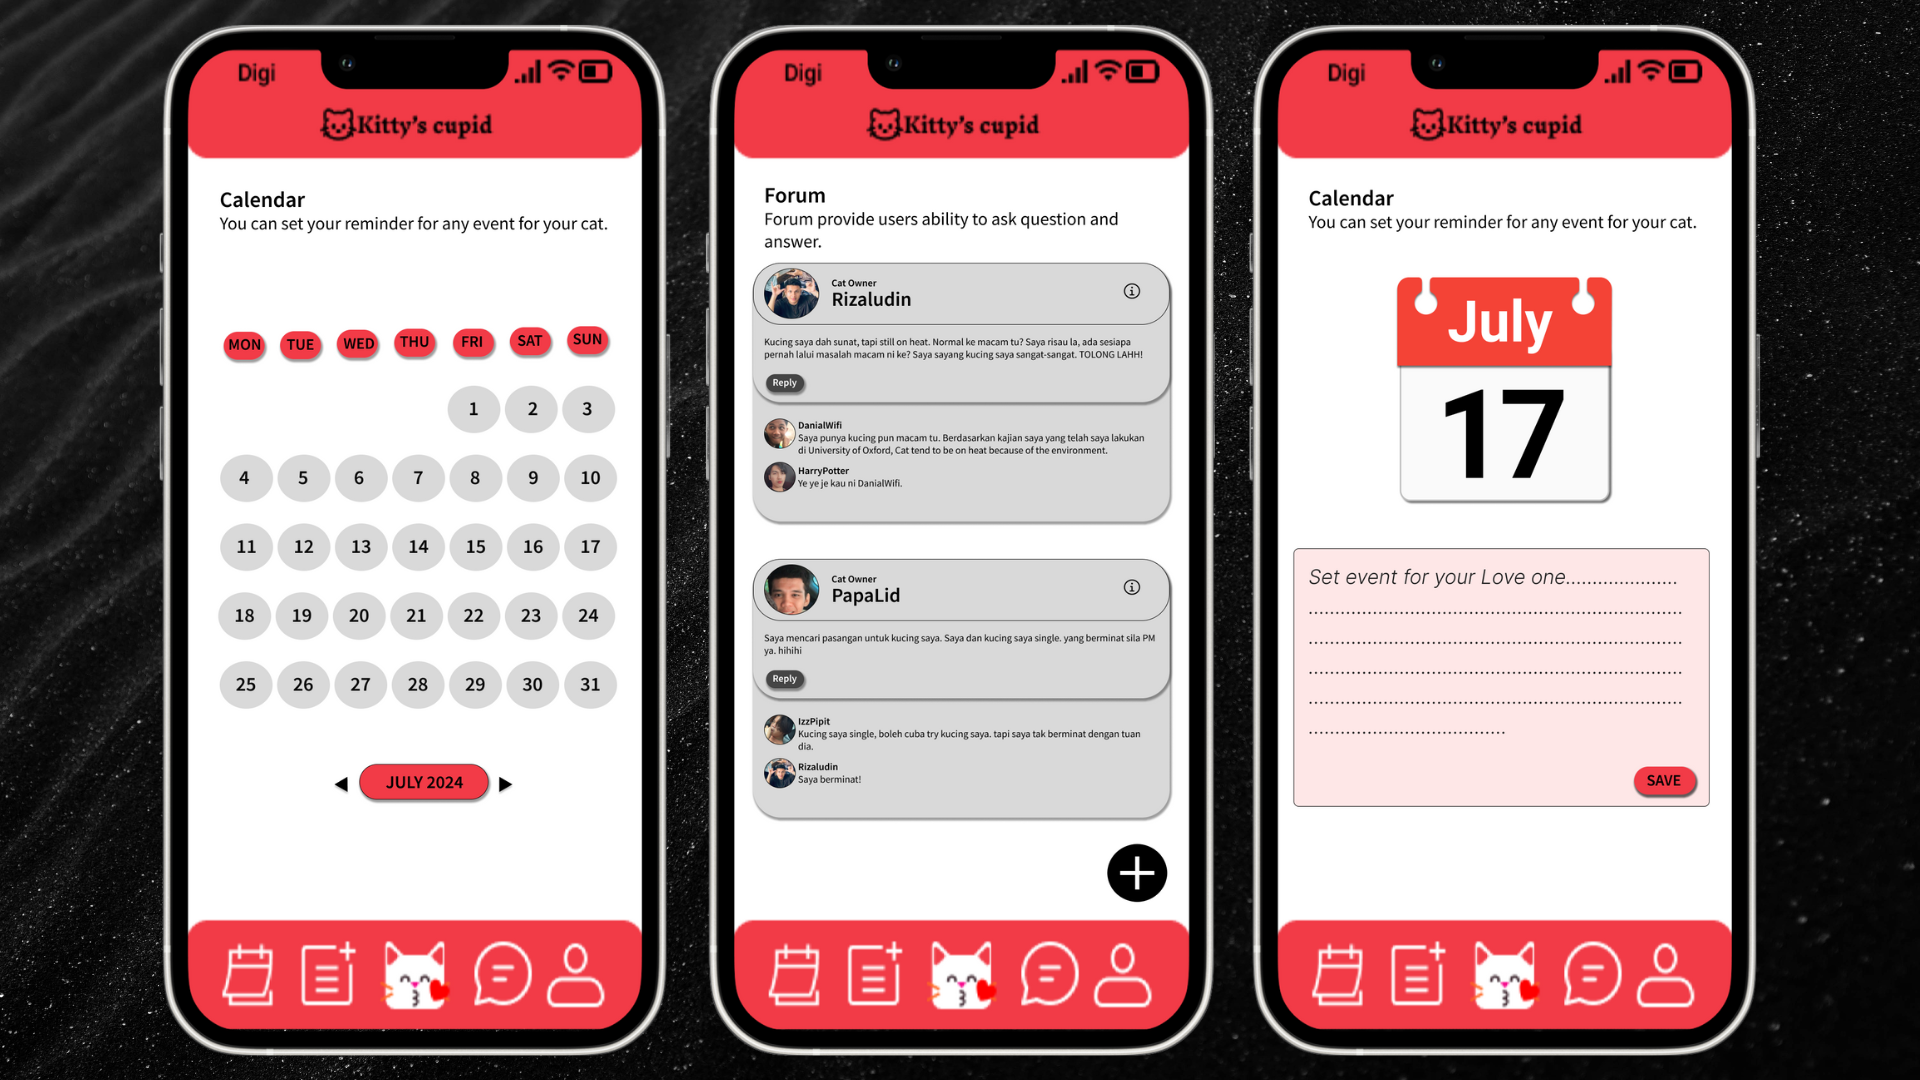 Digi
Kitty's cupid
Calendar
You can set your reminder for any event for your cat.
MON TUE WED THU FRI SAT SUN
1 2 3
4 5 6 7 8 9 10
11 12 13 14 15 16 17
18 19 20 21 22 23 24
25 26 27 28 29 30 31
JULY 2024
Digi
Kitty's cupid
Forum
Forum provide users ability to ask question and
answer.
Cat Owner
Rizaludin
Kucing saya dah sunat, tapi still on heat. Normal ke macam tu? Saya risau la, ada sesiapa
pernah lalui masalah macam ni ke? Saya sayang kucing saya sangat-sangat. TOLONG LAHH!
Reply
DanialWifi
Saya punya kucing pun macam tu. Berdasarkan kajian saya yang telah saya lakukan
di University of Oxford, Cat tend to be on heat because of the environment.
HarryPotter
Ye ye je kau ni DanialWifi.
Cat Owner
PapaLid
Saya mencari pasangan untuk kucing saya. Saya dan kucing saya single. yang berminat sila PM
ya. hihihi
Reply
IzzPipit
Kucing saya single, boleh cuba try kucing saya. tapi saya tak berminat dengan tuan
dia.
Rizaludin
Saya berminat!
Digi
Kitty's cupid
Calendar
You can set your reminder for any event for your cat.
July
17
Set event for your Love one.....................
SAVE